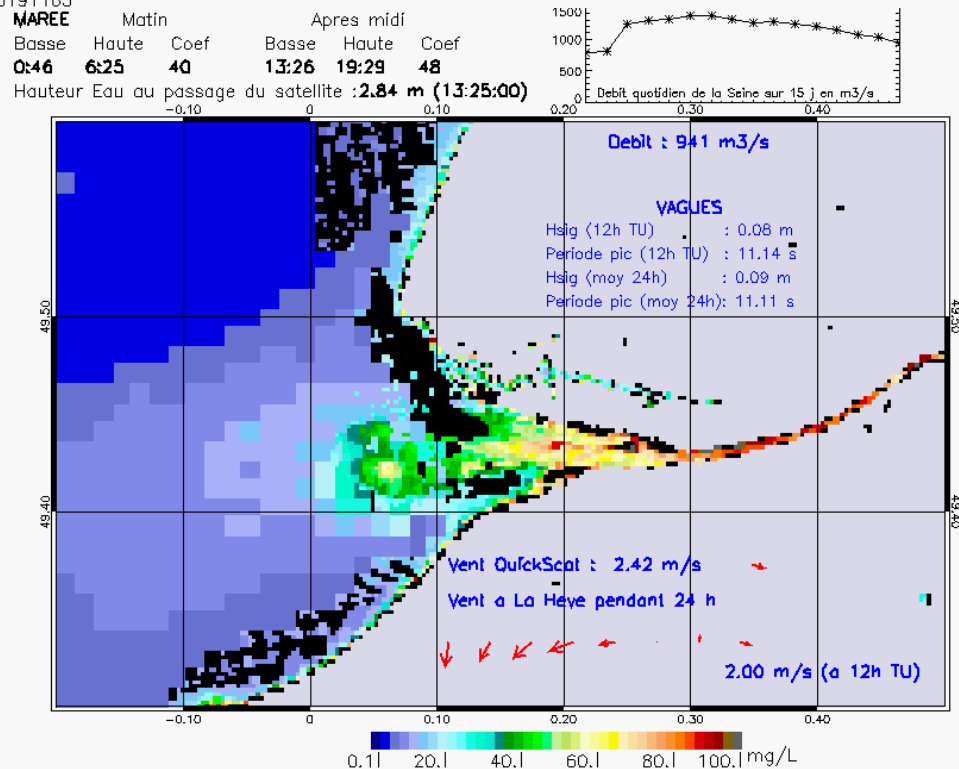 MAREE Matin Apres midi
Basse Haute Coef Basse Haute Coef
0:46 6:25 40 13:26 19:29 48
Hauteur Eau au passage du satellite :2.84 m (13:25:00)
1500
1000
500
0
Debit quotidien de la Seine sur 15 j en m3/s
-0.10 0 0.10 0.20 0.30 0.40
Debit : 941 m3/s
VAGUES
Hsig (12h TU) : 0.08 m
Periode pic (12h TU) : 11.14 s
Hsig (moy 24h) : 0.09 m
Periode pic (moy 24h): 11.11 s
49.50 49.50
49.40 49.40
Vent QuickScat : 2.42 m/s
Vent a La Heve pendant 24 h
2.00 m/s (a 12h TU)
-0.10 0 0.10 0.20 0.30 0.40
0.1 20. 40. 60. 80. 100. mg/L